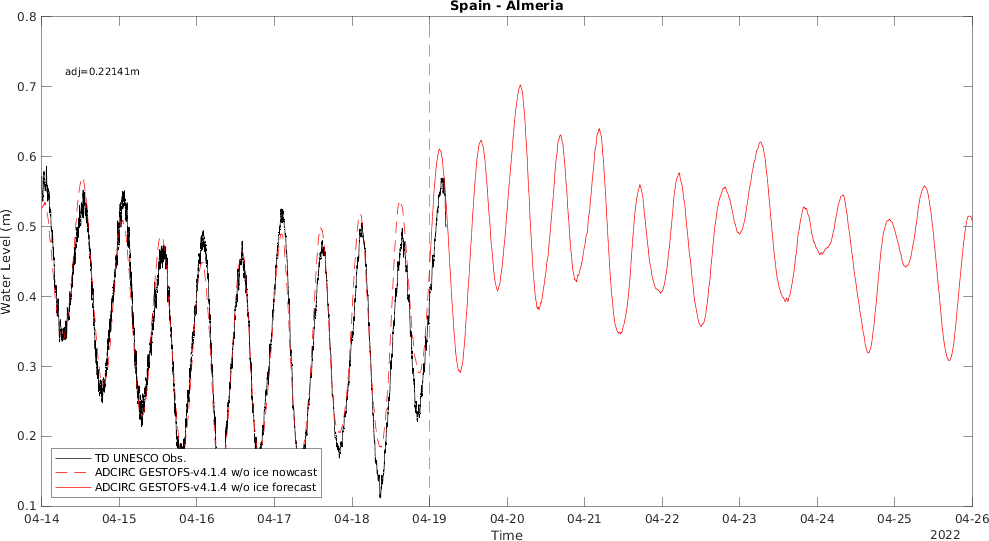 Spain - Almeria
0.8
0.7
0.6
0.5
0.4
0.3
0.2
0.1
Water Level (m)
adj=0.22141m
TD UNESCO Obs.
ADCIRC GESTOFS-v4.1.4 w/o ice nowcast
ADCIRC GESTOFS-v4.1.4 w/o ice forecast
04-14 04-15 04-16 04-17 04-18 04-19 04-20 04-21 04-22 04-23 04-24 04-25 04-26
Time
2022